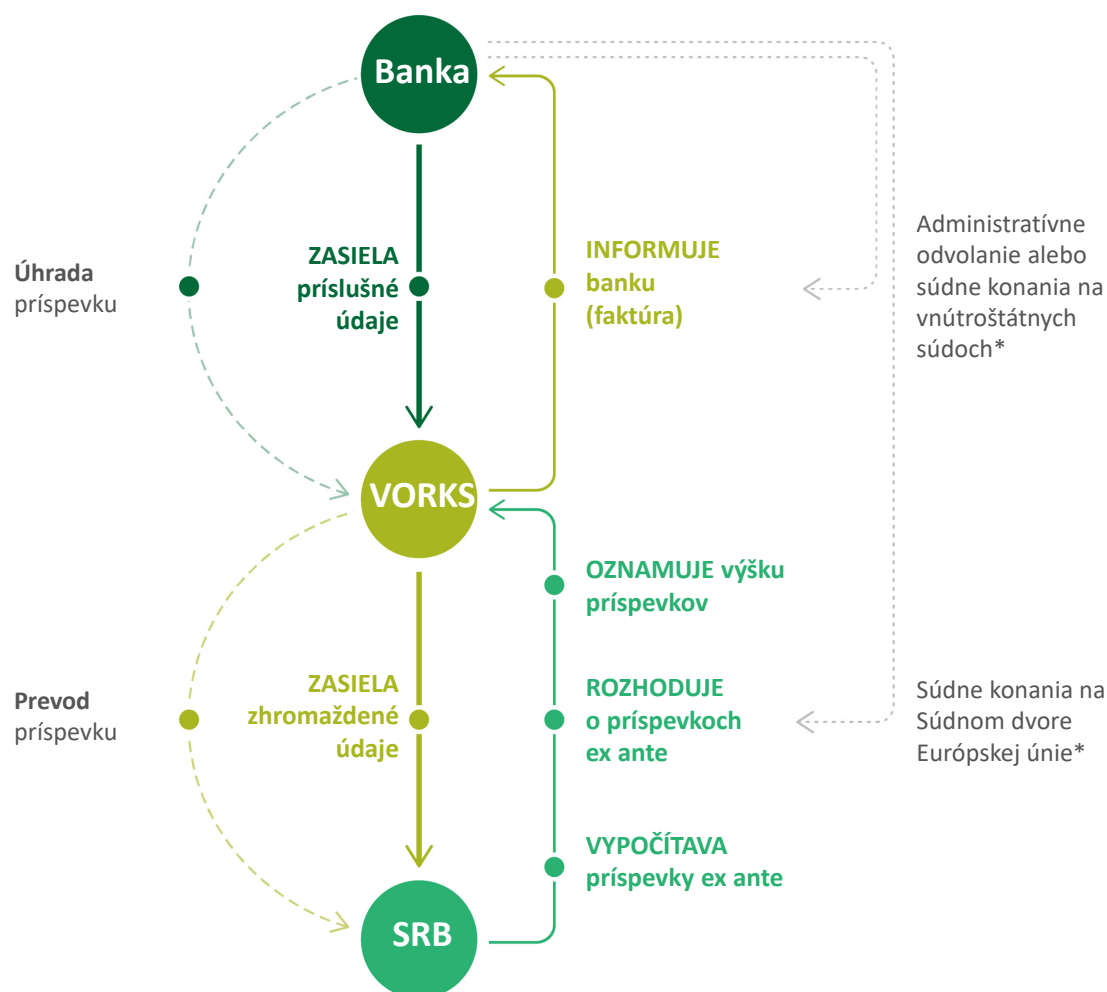 Banka
Úhrada
príspevku
ZASIELA
príslušné
údaje
INFORMUJE
banku
(faktúra)
Administratívne
odvolanie alebo
súdne konania na
vnútroštátnych
súdoch*
VORKS
OZNAMUJE výšku
príspevkov
Prevod
príspevku
ZASIELA
zhromaždené
údaje
ROZHODUJE
o príspevkoch
ex ante
Súdne konania na
Súdnom dvore
Európskej únie*
VYPOČÍTAVA
príspevky ex ante
SRB